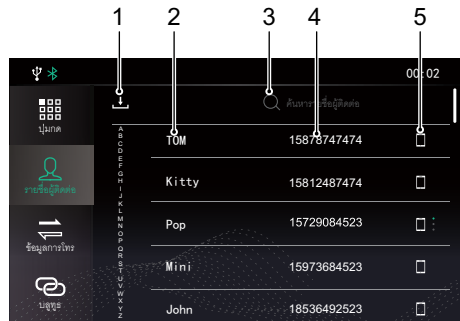 1 2 3 4 5
00:02
ค้นหารายชื่อผู้ติดต่อ
ปุ่มกด
รายชื่อผู้ติดต่อ
ข้อมูลการโทร
บลูทูธ
A
B
C
D
E
F
G
H
I
J
K
L
M
N
O
P
Q
R
S
T
U
V
W
X
Y
Z
TOM 15878747474
Kitty 15812487474
Pop 15729084523
Mini 15973684523
John 18536492523